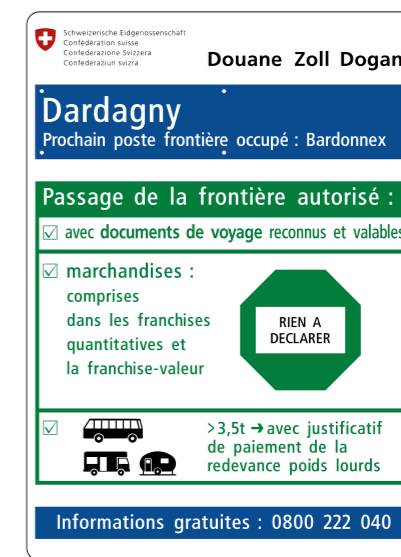 Schweizerische Eidgenossenschaft
Confédération suisse
Confederazione Svizzera
Confederaziun svizra
Douane Zoll Dogan
Dardagny
Prochain poste frontière occupé : Bardonnex
Passage de la frontière autorisé :
avec documents de voyage reconnus et valables
marchandises :
comprises
dans les franchises
quantitatives et
la franchise-valeur
RIEN A
DECLARER
>3,5t ➔ avec justificatif
de paiement de la
redevance poids lourds
Informations gratuites : 0800 222 040